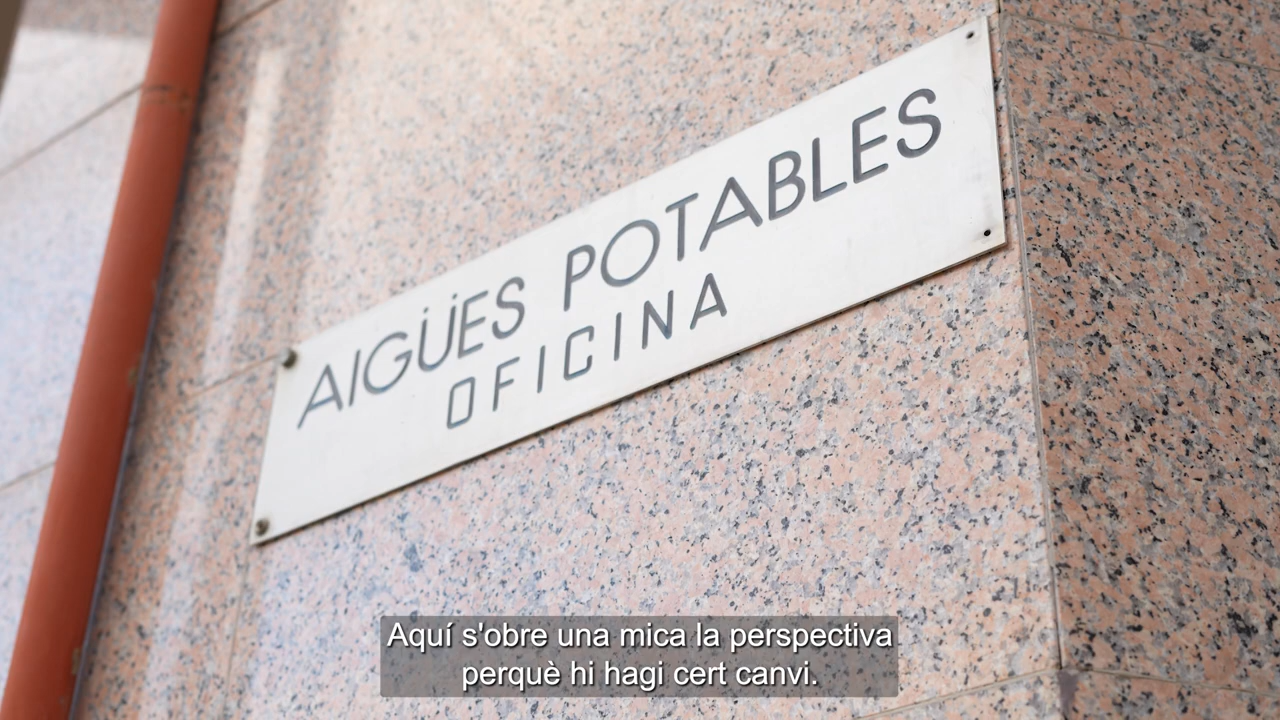 AIGÜES POTABLES
OFICINA
Aquí s'obre una mica la perspectiva
perquè hi hagi cert canvi.